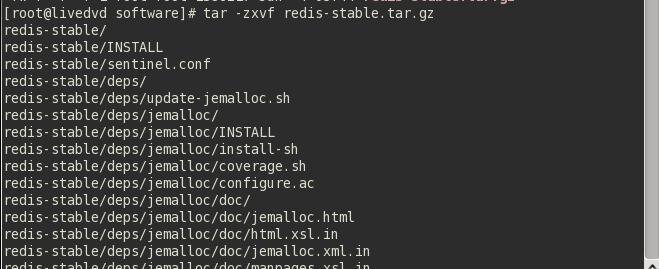 [root@livedvd software]# tar -zxvf redis-stable.tar.gz
redis-stable/
redis-stable/INSTALL
redis-stable/sentinel.conf
redis-stable/deps/
redis-stable/deps/update-jemalloc.sh
redis-stable/deps/jemalloc/
redis-stable/deps/jemalloc/INSTALL
redis-stable/deps/jemalloc/install-sh
redis-stable/deps/jemalloc/coverage.sh
redis-stable/deps/jemalloc/configure.ac
redis-stable/deps/jemalloc/doc/
redis-stable/deps/jemalloc/doc/jemalloc.html
redis-stable/deps/jemalloc/doc/html.xsl.in
redis-stable/deps/jemalloc/doc/jemalloc.xml.in
redis-stable/deps/jemalloc/doc/manpages.xsl.in